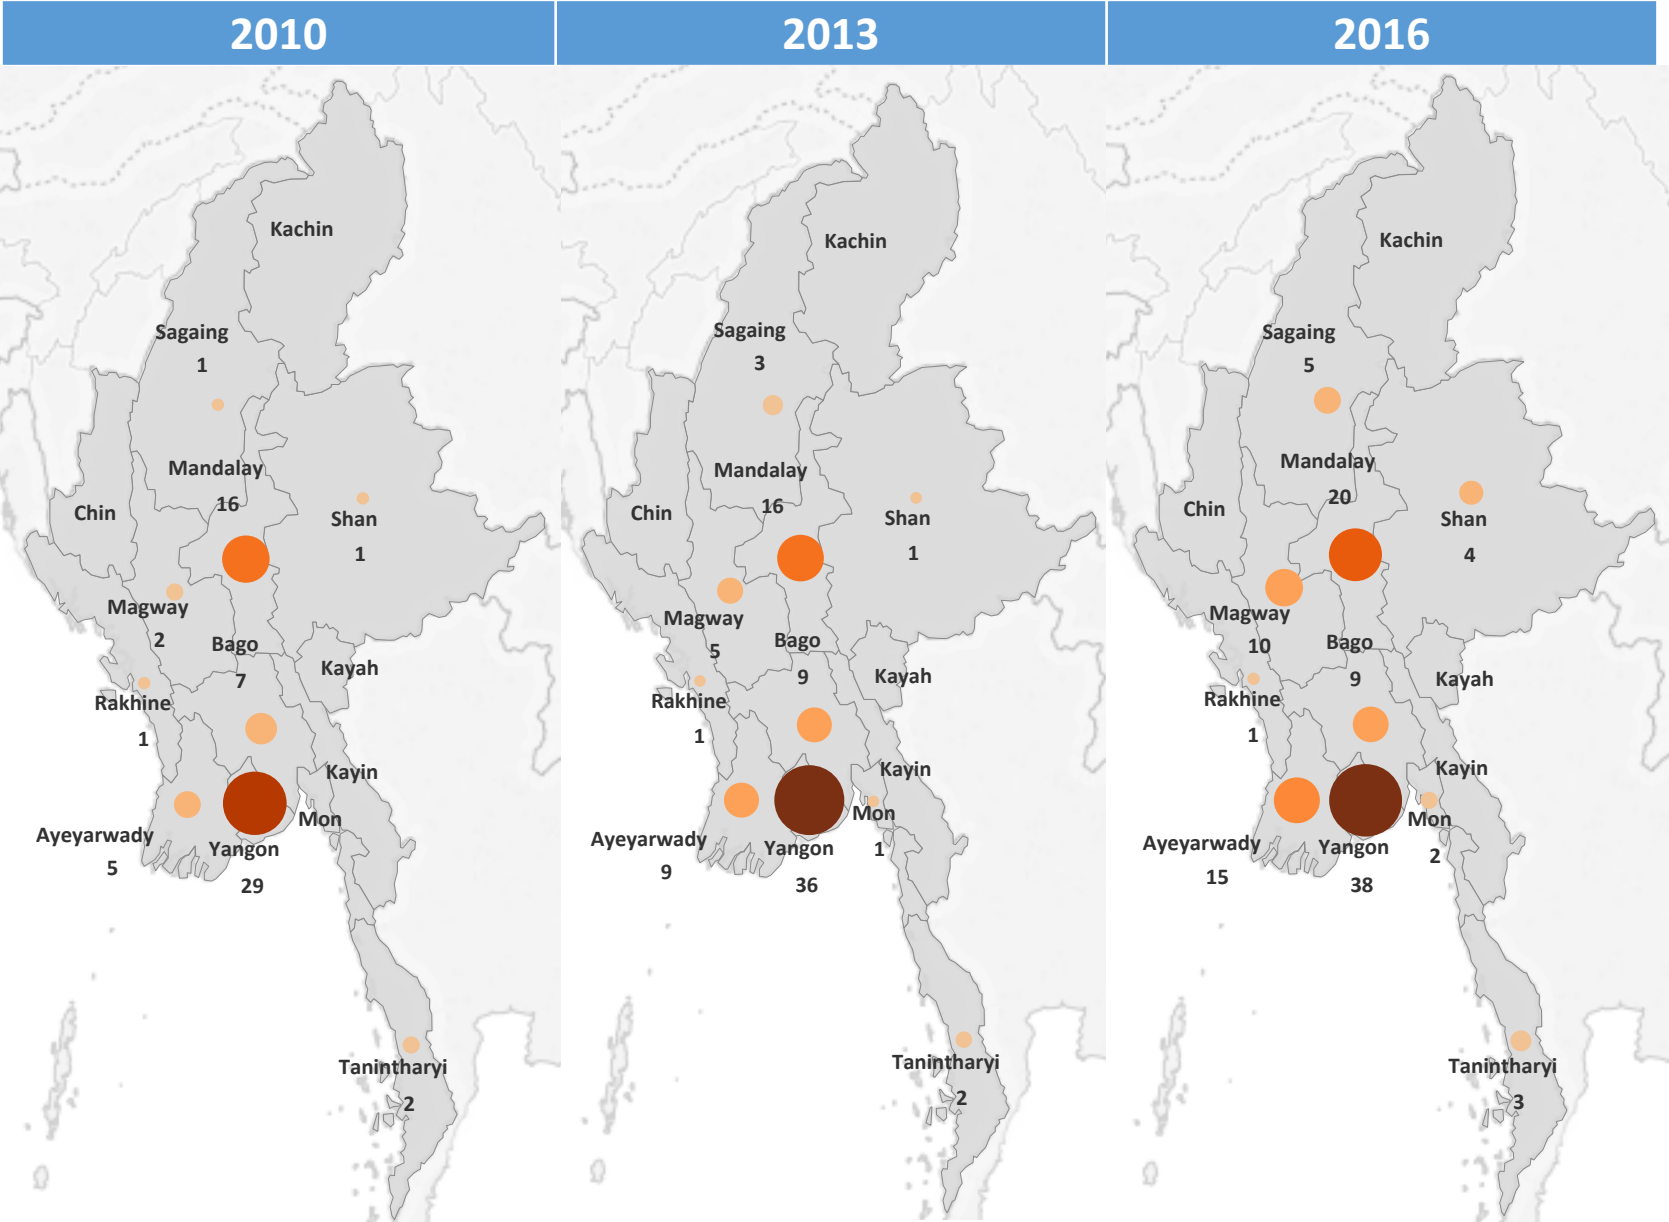 2010
2013
2016
Kachin
Sagaing
1
Mandalay
16
Chin
Shan
1
Magway
2
Bago
7
Kayah
Rakhine
1
Kayin
Mon
Ayeyarwady
5
Yangon
29
Tanintharyi
2
Kachin
Sagaing
3
Mandalay
16
Chin
Shan
1
Magway
5
Bago
9
Kayah
Rakhine
1
Kayin
Mon
1
Ayeyarwady
9
Yangon
36
Tanintharyi
2
Kachin
Sagaing
5
Mandalay
20
Chin
Shan
4
Magway
10
Bago
9
Kayah
Rakhine
1
Kayin
Mon
2
Ayeyarwady
15
Yangon
38
Tanintharyi
3